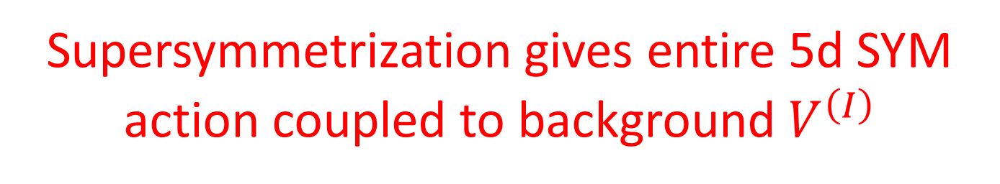 Supersymmetrization gives entire 5d SYM
action coupled to background $V^{(I)}$